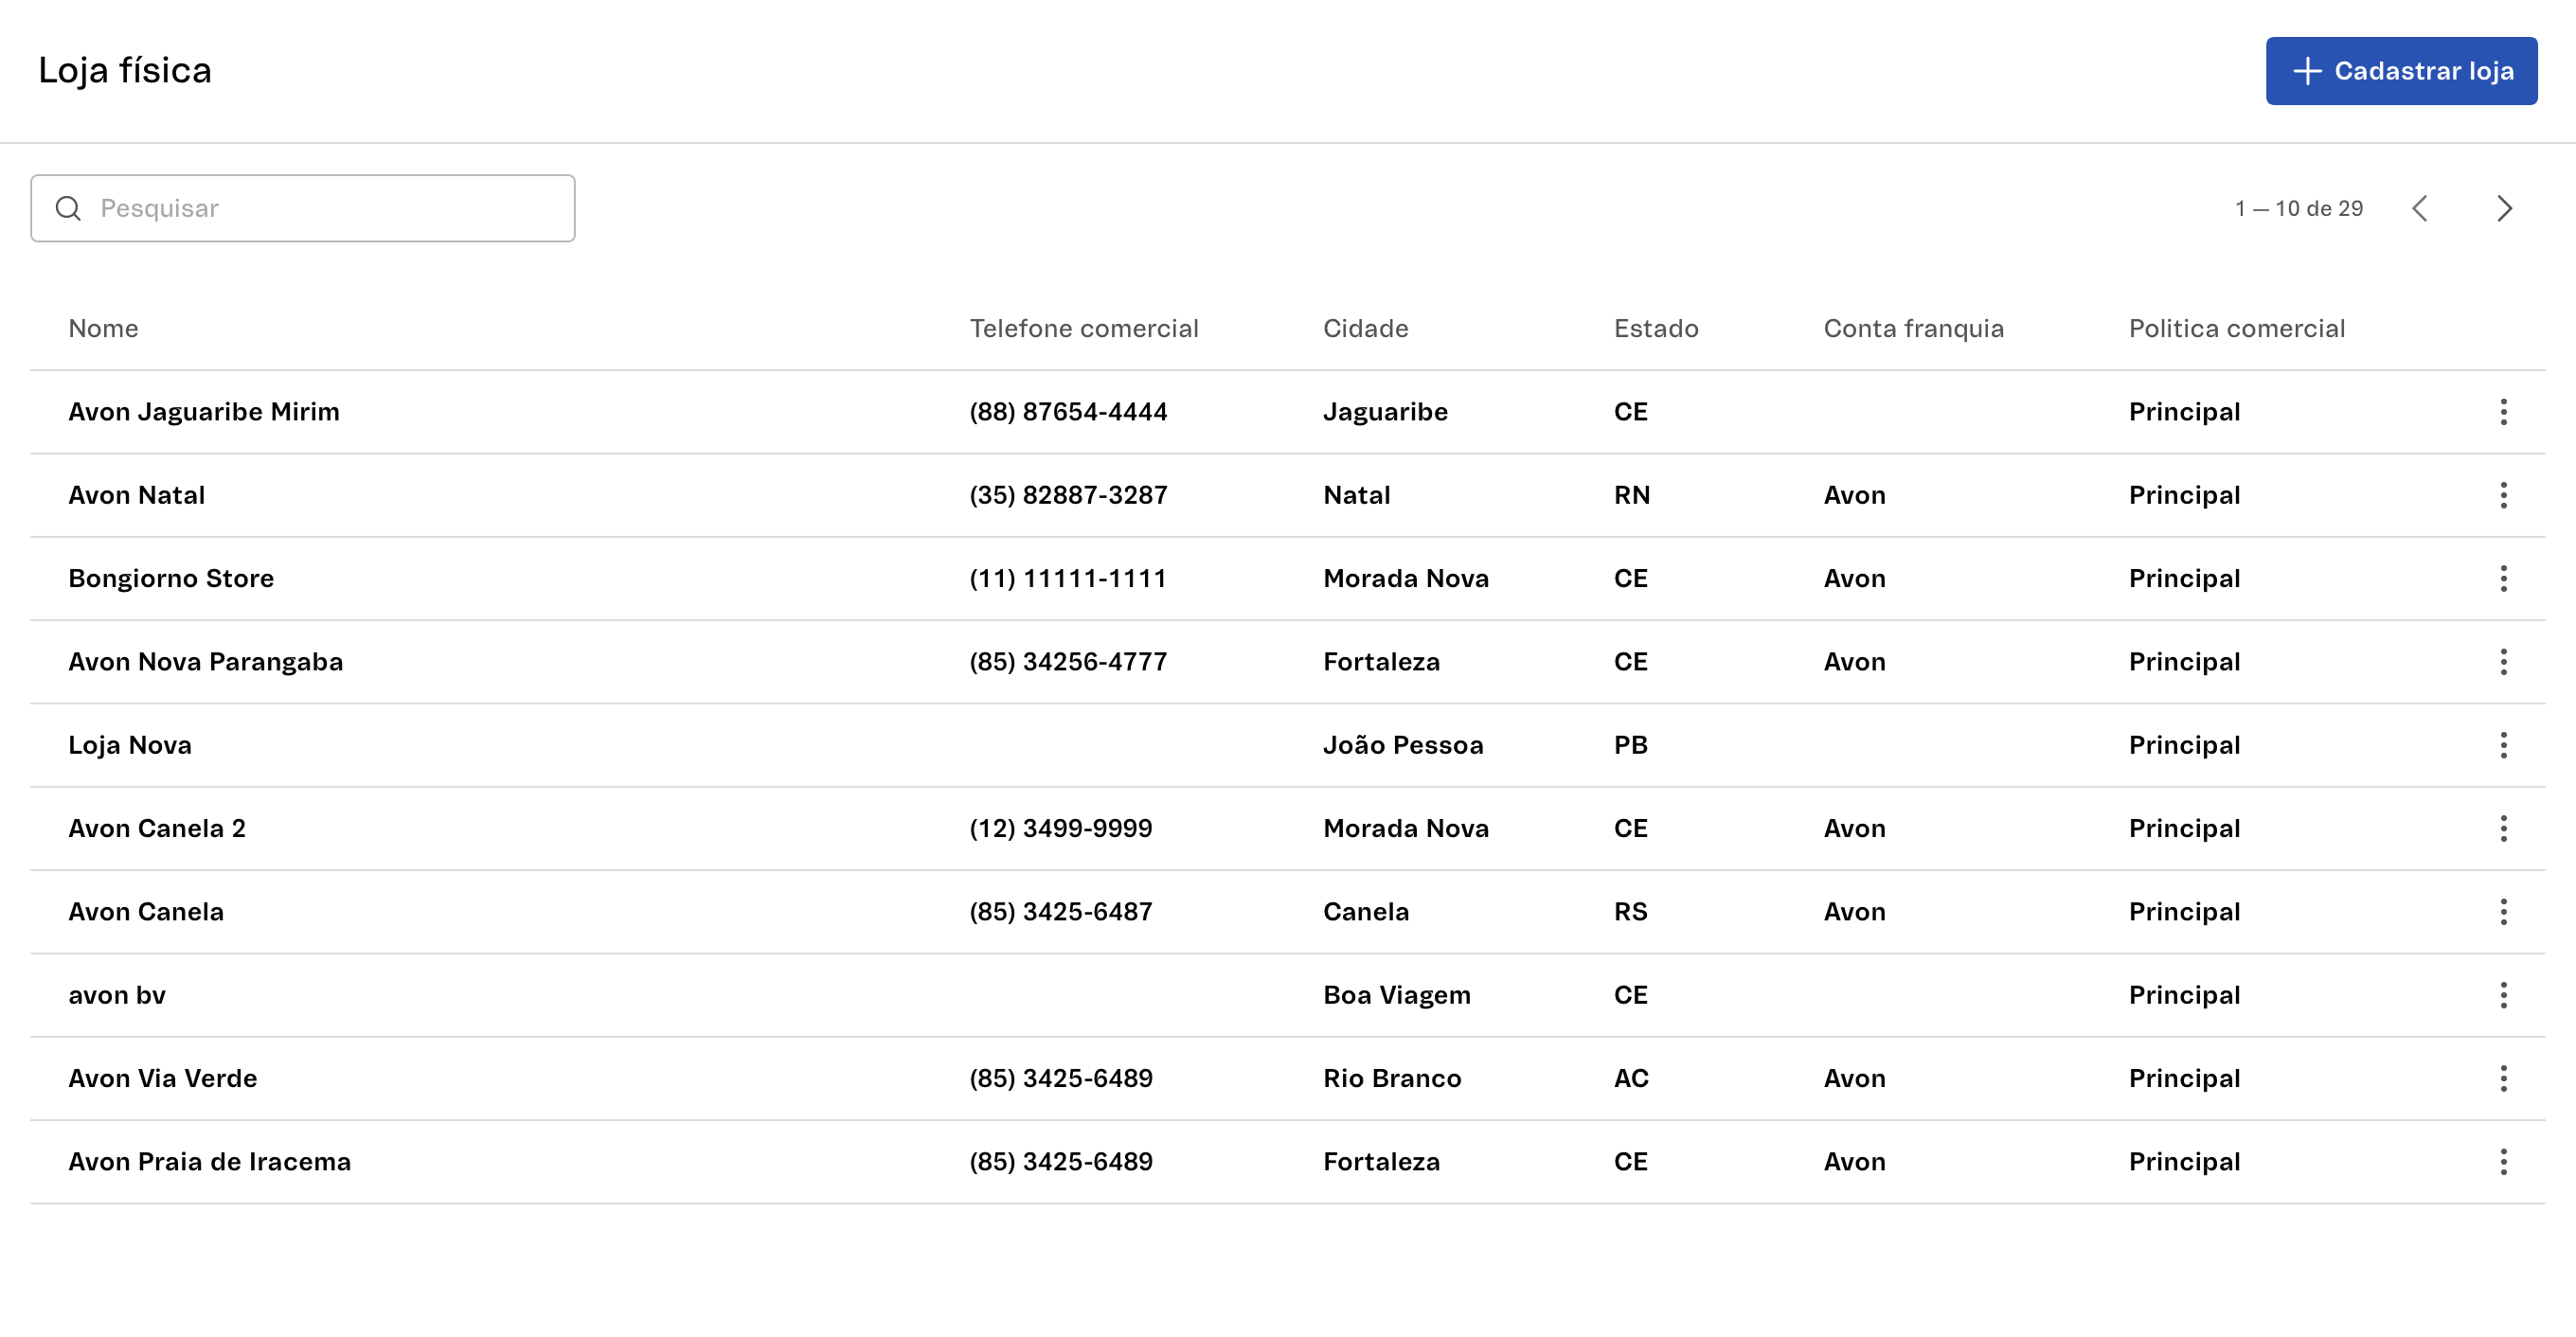 Loja física
Cadastrar loja
Pesquisar
1 — 10 de 29
Nome Telefone comercial Cidade Estado Conta franquia Politica comercial
Avon Jaguaribe Mirim (88) 87654-4444 Jaguaribe CE Principal
Avon Natal (35) 82887-3287 Natal RN Avon Principal
Bongiorno Store (11) 11111-1111 Morada Nova CE Avon Principal
Avon Nova Parangaba (85) 34256-4777 Fortaleza CE Avon Principal
Loja Nova João Pessoa PB Principal
Avon Canela 2 (12) 3499-9999 Morada Nova CE Avon Principal
Avon Canela (85) 3425-6487 Canela RS Avon Principal
avon bv Boa Viagem CE Principal
Avon Via Verde (85) 3425-6489 Rio Branco AC Avon Principal
Avon Praia de Iracema (85) 3425-6489 Fortaleza CE Avon Principal